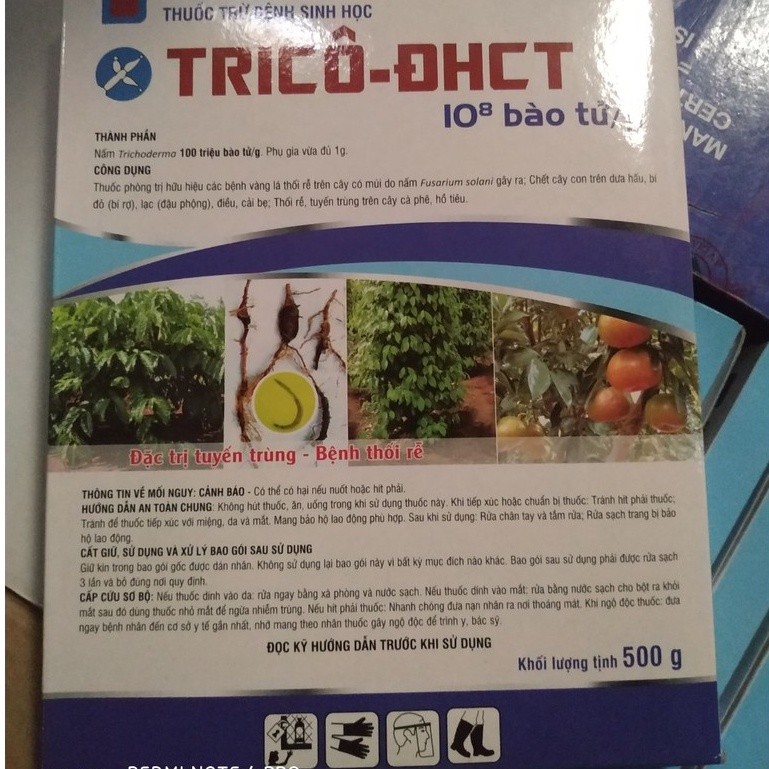 THUỐC TRỪ BỆNH SINH HỌC
TRICÔ-ĐHCT
10⁸ bào tử/
THÀNH PHẦN
Nấm Trichoderma 100 triệu bào tử/g. Phụ gia vừa đủ 1g.
CÔNG DỤNG
Thuốc phòng trị hữu hiệu các bệnh vàng lá thối rễ trên cây có múi do nấm Fusarium solani gây ra; Chết cây con trên dưa hấu, bí
đỏ (bí rợ), lạc (đậu phộng), điều, cải bẹ; Thối rễ, tuyến trùng trên cây cà phê, hồ tiêu.
Đặc trị tuyến trùng - Bệnh thối rễ
THÔNG TIN VỀ MỐI NGUY: CẢNH BÁO - Có thể có hại nếu nuốt hoặc hít phải.
HƯỚNG DẪN AN TOÀN CHUNG: Không hút thuốc, ăn, uống trong khi sử dụng thuốc này. Khi tiếp xúc hoặc chuẩn bị thuốc: Tránh hít phải thuốc;
Tránh để thuốc tiếp xúc với miệng, da và mắt. Mang bảo hộ lao động phù hợp. Sau khi sử dụng: Rửa chân tay và tắm rửa; Rửa sạch trang bị bảo
hộ lao động.
CẤT GIỮ, SỬ DỤNG VÀ XỬ LÝ BAO GÓI SAU SỬ DỤNG
Giữ kín trong bao gói gốc được dán nhãn. Không sử dụng lại bao gói này vì bất kỳ mục đích nào khác. Bao gói sau sử dụng phải được rửa sạch
3 lần và bỏ đúng nơi quy định.
CẤP CỨU SƠ BỘ: Nếu thuốc dính vào da: rửa ngay bằng xà phòng và nước sạch. Nếu thuốc dính vào mắt: rửa bằng nước sạch cho bột ra khỏi
mắt sau đó dùng thuốc nhỏ mắt để ngừa nhiễm trùng. Nếu hít phải thuốc: Nhanh chóng đưa nạn nhân ra nơi thoáng mát. Khi ngộ độc thuốc: đưa
ngay bệnh nhân đến cơ sở y tế gần nhất, nhớ mang theo nhãn thuốc gây ngộ độc để trình y, bác sỹ.
ĐỌC KỸ HƯỚNG DẪN TRƯỚC KHI SỬ DỤNG
Khối lượng tịnh 500 g